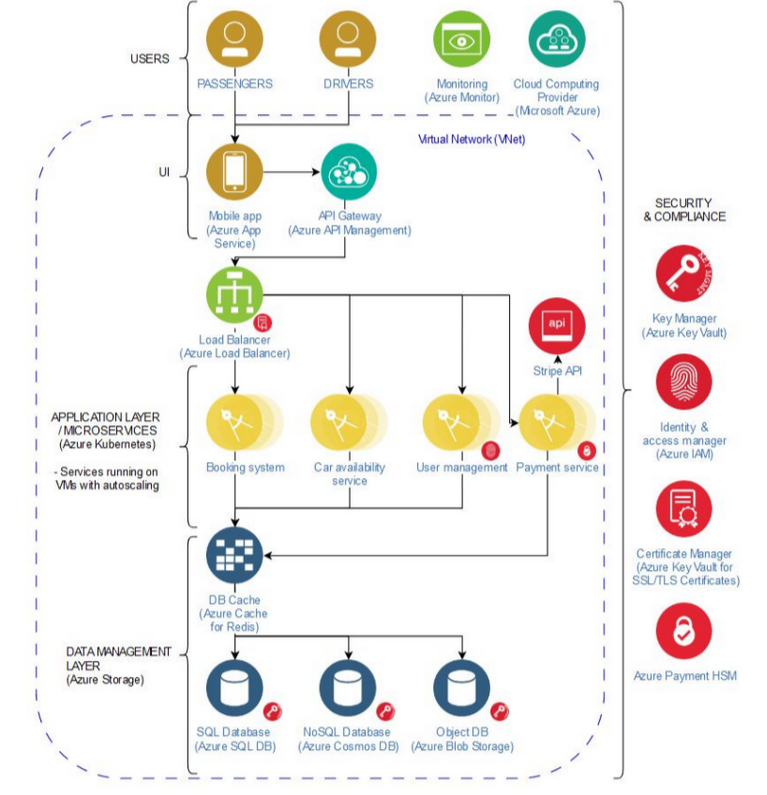 USERS
PASSENGERS
DRIVERS
Monitoring
(Azure Monitor)
Cloud Computing
Provider
(Microsoft Azure)
Virtual Network (VNet)
UI
Mobile app
(Azure App
Service)
API Gateway
(Azure API Management)
SECURITY
& COMPLIANCE
KEY MGMT
Key Manager
(Azure Key Vault)
Load Balancer
(Azure Load Balancer)
api
Stripe API
APPLICATION LAYER
/ MICROSERVICES
(Azure Kubernetes)
- Services running on
VMs with autoscaling
Booking system
Car availability
service
User management
Payment service
Identity &
access manager
(Azure IAM)
Certificate Manager
(Azure Key Vault for
SSL/TLS Certificates)
DB Cache
(Azure Cache
for Redis)
Azure Payment HSM
DATA MANAGEMENT
LAYER
(Azure Storage)
SQL Database
(Azure SQL DB)
NoSQL Database
(Azure Cosmos DB)
Object DB
(Azure Blob Storage)